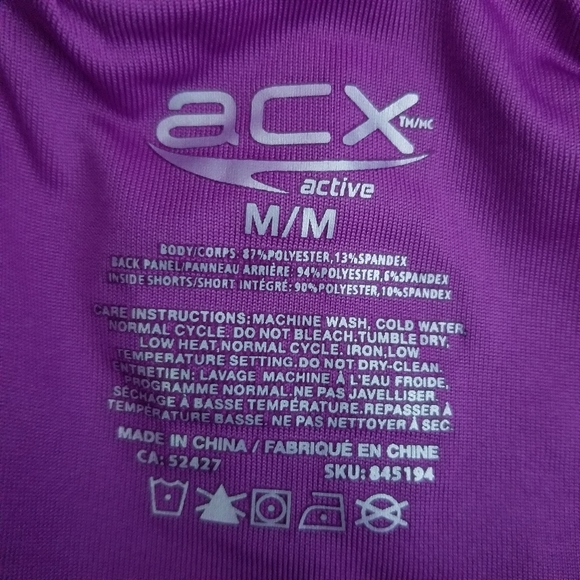 acx TM/MC
active
M/M
BODY/CORPS: 87%POLYESTER,13%SPANDEX
BACK PANEL/PANNEAU ARRIÈRE: 94%POLYESTER,6%SPANDEX
INSIDE SHORTS/SHORT INTÉGRÉ: 90%POLYESTER,10%SPANDEX
CARE INSTRUCTIONS:MACHINE WASH, COLD WATER,
NORMAL CYCLE. DO NOT BLEACH.TUMBLE DRY,
LOW HEAT,NORMAL CYCLE. IRON,LOW
TEMPERATURE SETTING.DO NOT DRY-CLEAN.
ENTRETIEN: LAVAGE MACHINE À L'EAU FROIDE,
PROGRAMME NORMAL.NE PAS JAVELLISER.
SÉCHAGE À BASSE TEMPÉRATURE.REPASSER À
TEMPÉRATURE BASSE. NE PAS NETTOYER À SEC.
MADE IN CHINA / FABRIQUÉ EN CHINE
CA: 52427 SKU: 845194